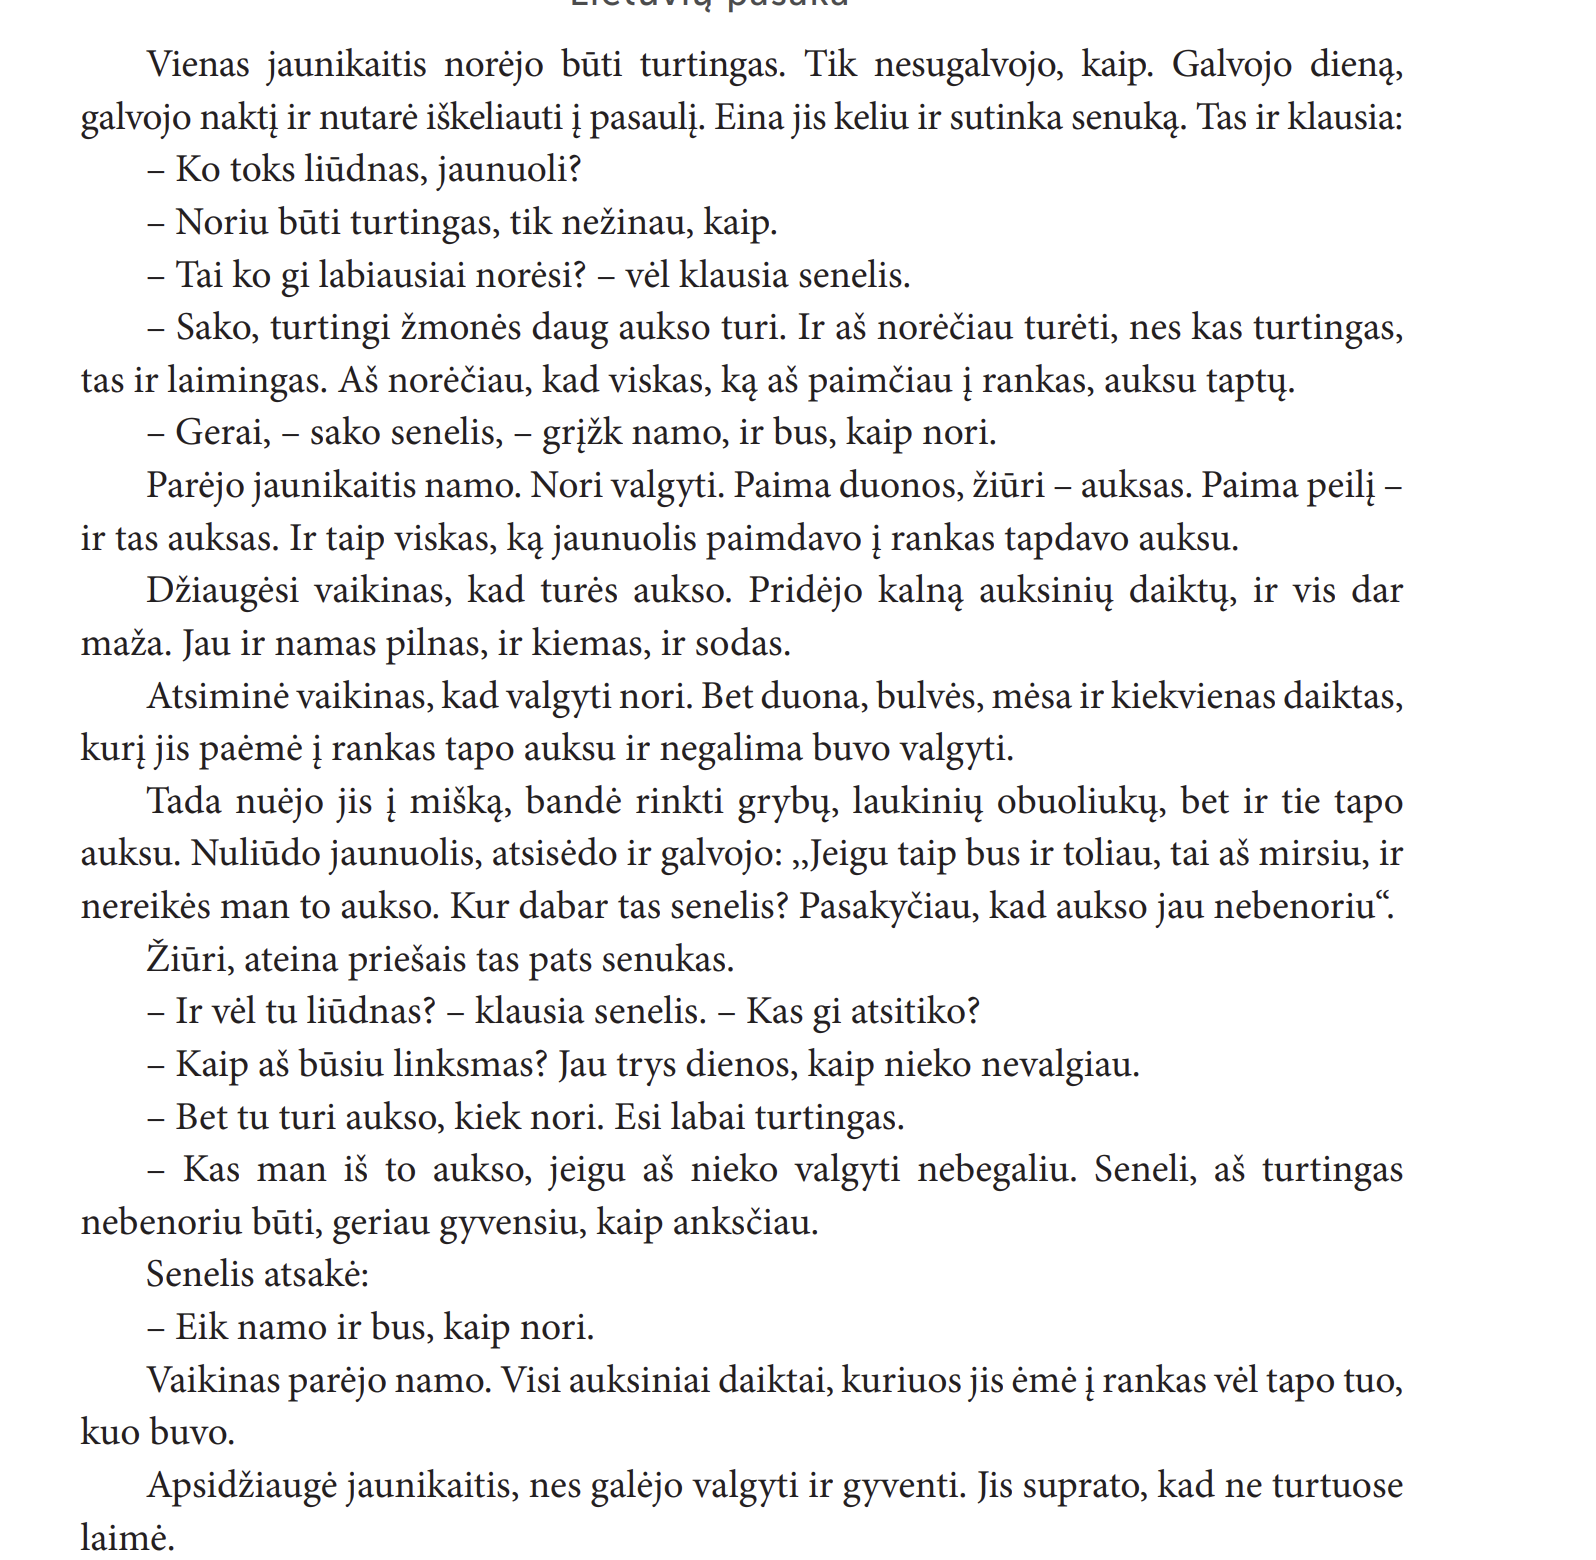 Lietuvių pasaka
Vienas jaunikaitis norėjo būti turtingas. Tik nesugalvojo, kaip. Galvojo dieną,
galvojo naktį ir nutarė iškeliauti į pasaulį. Eina jis keliu ir sutinka senuką. Tas ir klausia:
– Ko toks liūdnas, jaunuoli?
– Noriu būti turtingas, tik nežinau, kaip.
– Tai ko gi labiausiai norėsi? – vėl klausia senelis.
– Sako, turtingi žmonės daug aukso turi. Ir aš norėčiau turėti, nes kas turtingas,
tas ir laimingas. Aš norėčiau, kad viskas, ką aš paimčiau į rankas, auksu taptų.
– Gerai, – sako senelis, – grįžk namo, ir bus, kaip nori.
Parėjo jaunikaitis namo. Nori valgyti. Paima duonos, žiūri – auksas. Paima peilį –
ir tas auksas. Ir taip viskas, ką jaunuolis paimdavo į rankas tapdavo auksu.
Džiaugėsi vaikinas, kad turės aukso. Pridėjo kalną auksinių daiktų, ir vis dar
maža. Jau ir namas pilnas, ir kiemas, ir sodas.
Atsiminė vaikinas, kad valgyti nori. Bet duona, bulvės, mėsa ir kiekvienas daiktas,
kurį jis paėmė į rankas tapo auksu ir negalima buvo valgyti.
Tada nuėjo jis į mišką, bandė rinkti grybų, laukinių obuoliukų, bet ir tie tapo
auksu. Nuliūdo jaunuolis, atsisėdo ir galvojo: ,,Jeigu taip bus ir toliau, tai aš mirsiu, ir
nereikės man to aukso. Kur dabar tas senelis? Pasakyčiau, kad aukso jau nebenoriu“.
Žiūri, ateina priešais tas pats senukas.
– Ir vėl tu liūdnas? – klausia senelis. – Kas gi atsitiko?
– Kaip aš būsiu linksmas? Jau trys dienos, kaip nieko nevalgiau.
– Bet tu turi aukso, kiek nori. Esi labai turtingas.
– Kas man iš to aukso, jeigu aš nieko valgyti nebegaliu. Seneli, aš turtingas
nebenoriu būti, geriau gyvensiu, kaip anksčiau.
Senelis atsakė:
– Eik namo ir bus, kaip nori.
Vaikinas parėjo namo. Visi auksiniai daiktai, kuriuos jis ėmė į rankas vėl tapo tuo,
kuo buvo.
Apsidžiaugė jaunikaitis, nes galėjo valgyti ir gyventi. Jis suprato, kad ne turtuose
laimė.